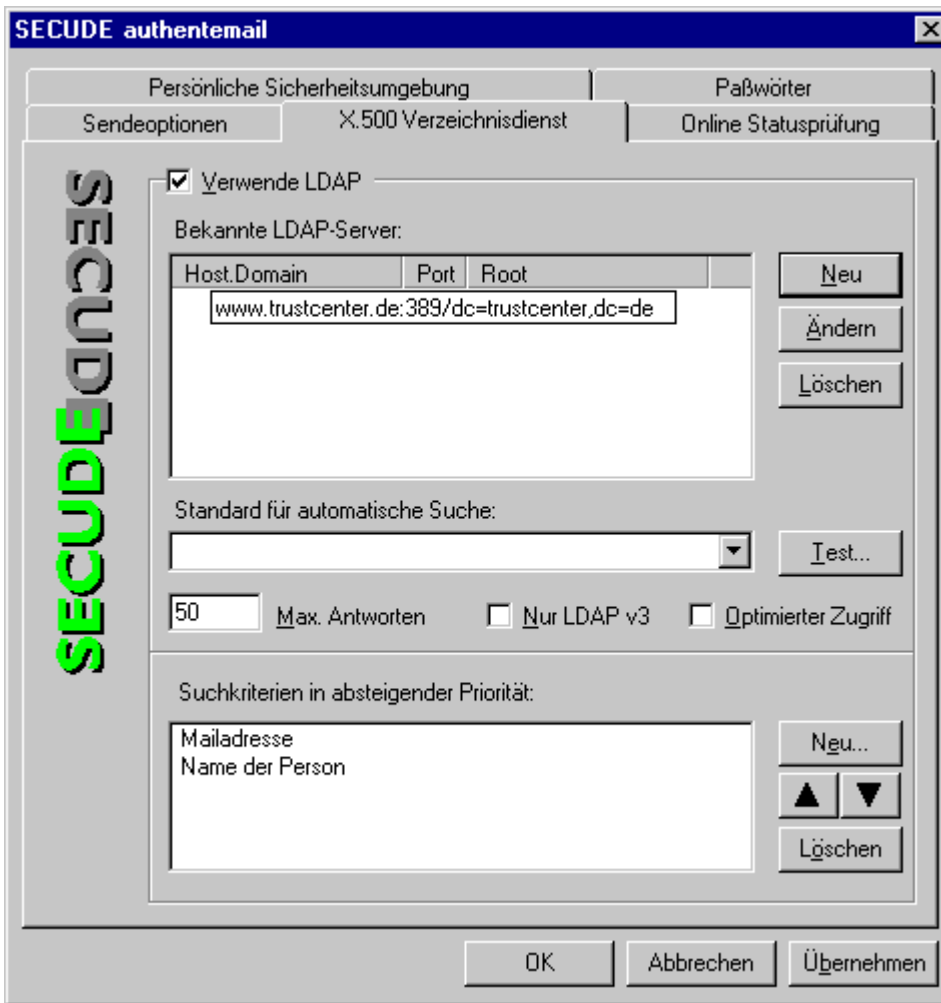 SECUDE authentemail
Persönliche Sicherheitsumgebung Paßwörter
Sendeoptionen X.500 Verzeichnisdienst Online Statusprüfung
SECUDE
SECUDE
Verwende LDAP
Bekannte LDAP-Server:
Host.Domain Port Root
www.trustcenter.de:389/dc=trustcenter,dc=de
Neu
Ändern
Löschen
Standard für automatische Suche:
Test...
50 Max. Antworten Nur LDAP v3 Optimierter Zugriff
Suchkriterien in absteigender Priorität:
Mailadresse
Name der Person
Neu...
Löschen
OK Abbrechen Übernehmen